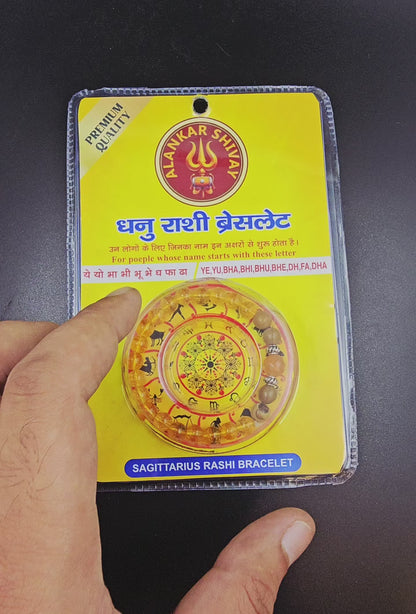 PREMIUM
QUALITY
ALANKAR SHIVAY
धनु राशी ब्रेसलेट
उन लोगो के लिए जिनका नाम इन अक्षरो से शुरू होता है।
For poeple whose name starts with these letter
ये यो भा भी भू भे ध फा ढा YE,YU,BHA,BHI,BHU,BHE,DH,FA,DHA
SAGITTARIUS RASHI BRACELET